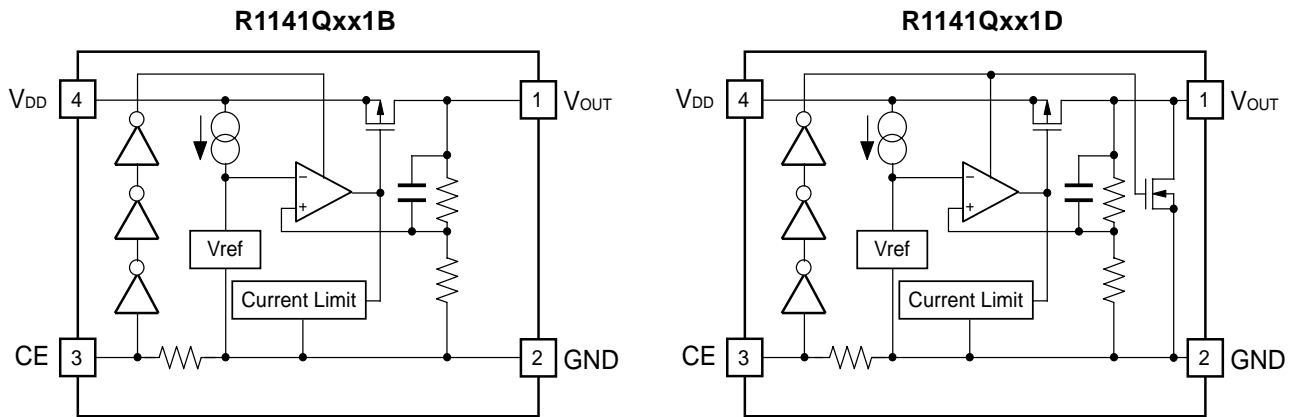 R1141Qxx1B
VDD 4
1 VOUT
−
+
Vref
Current Limit
CE 3
2 GND
R1141Qxx1D
VDD 4
1 VOUT
−
+
Vref
Current Limit
CE 3
2 GND